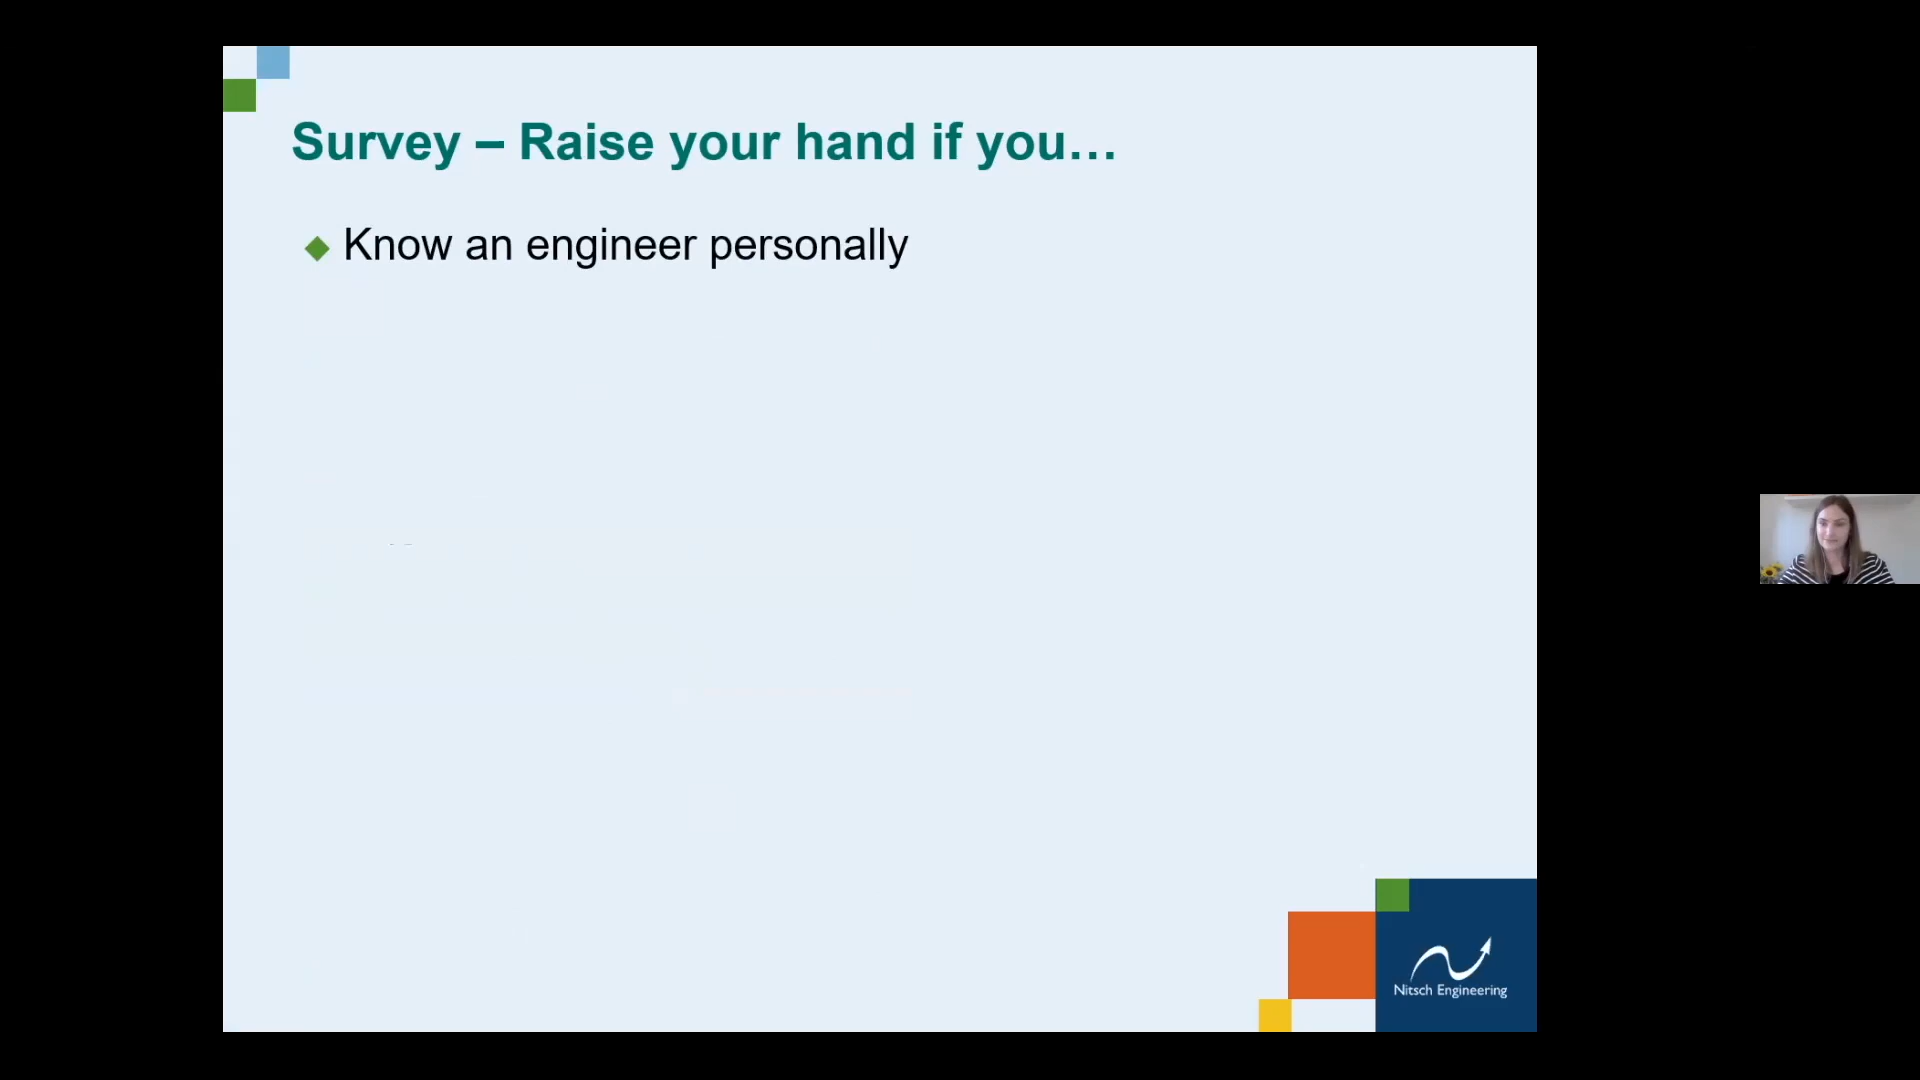 Survey – Raise your hand if you…
Know an engineer personally
Nitsch Engineering